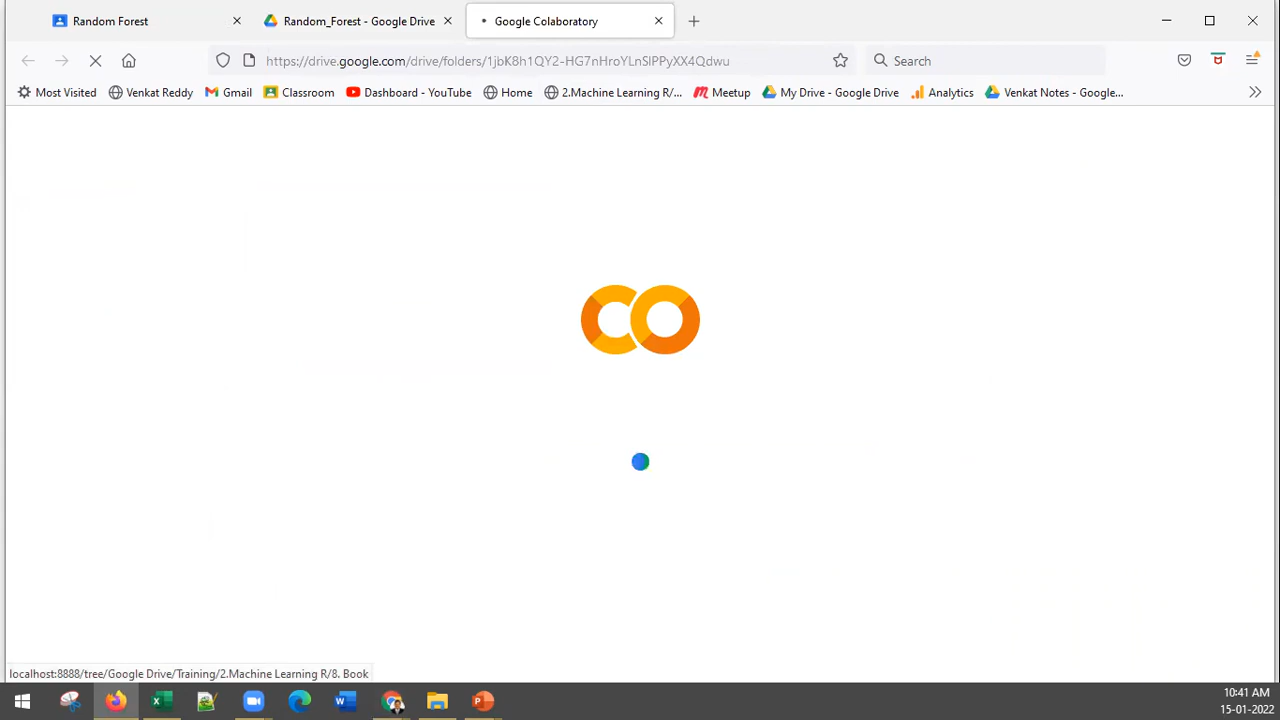 Random Forest
Random_Forest - Google Drive
Google Colaboratory
https://drive.google.com/drive/folders/1jbK8h1QYZ-HG7nHroYLnSlPPyXX4Qdwu
Search
Most Visited
Venkat Reddy
Gmail
Classroom
Dashboard - YouTube
Home
2.Machine Learning R/...
Meetup
My Drive - Google Drive
Analytics
Venkat Notes - Google...
localhost:8888/tree/Google Drive/Training/2.Machine Learning R/8. Book
10:41 AM
15-01-2022